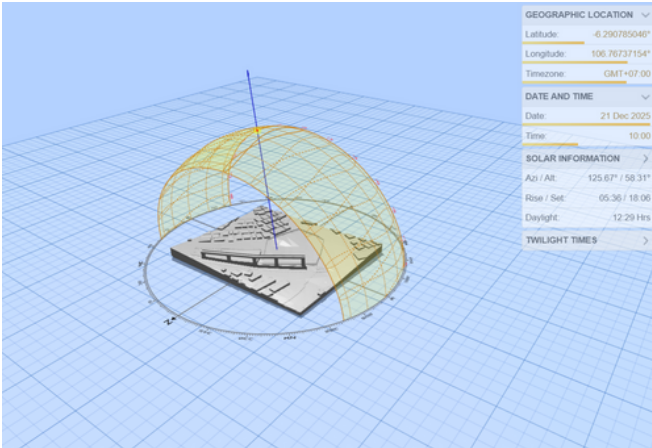 GEOGRAPHIC LOCATION
Latitude: -6.290785046°
Longitude: 106.76737154°
Timezone: GMT+07:00
DATE AND TIME
Date: 21 Dec 2025
Time: 10:00
SOLAR INFORMATION
Azi / Alt: 125.67° / 58.31°
Rise / Set: 05:36 / 18:06
Daylight: 12:29 Hrs
TWILIGHT TIMES